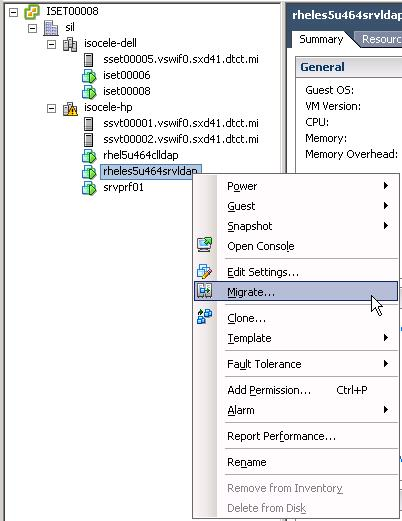 ISET00008
sil
isocele-dell
sset00005.vswif0.sxd41.dtct.mi
iset00006
iset00008
isocele-hp
ssvt00001.vswif0.sxd41.dtct.mi
ssvt00002.vswif0.sxd41.dtct.mi
rhel5u464clldap
rheles5u464srvldap
srvprf01
rheles5u464srvldap
Summary
Resourc
General
Guest OS:
VM Version:
CPU:
Memory:
Memory Overhead:
Power
Guest
Snapshot
Open Console
Edit Settings...
Migrate...
Clone...
Template
Fault Tolerance
Add Permission... Ctrl+P
Alarm
Report Performance...
Rename
Remove from Inventory
Delete from Disk